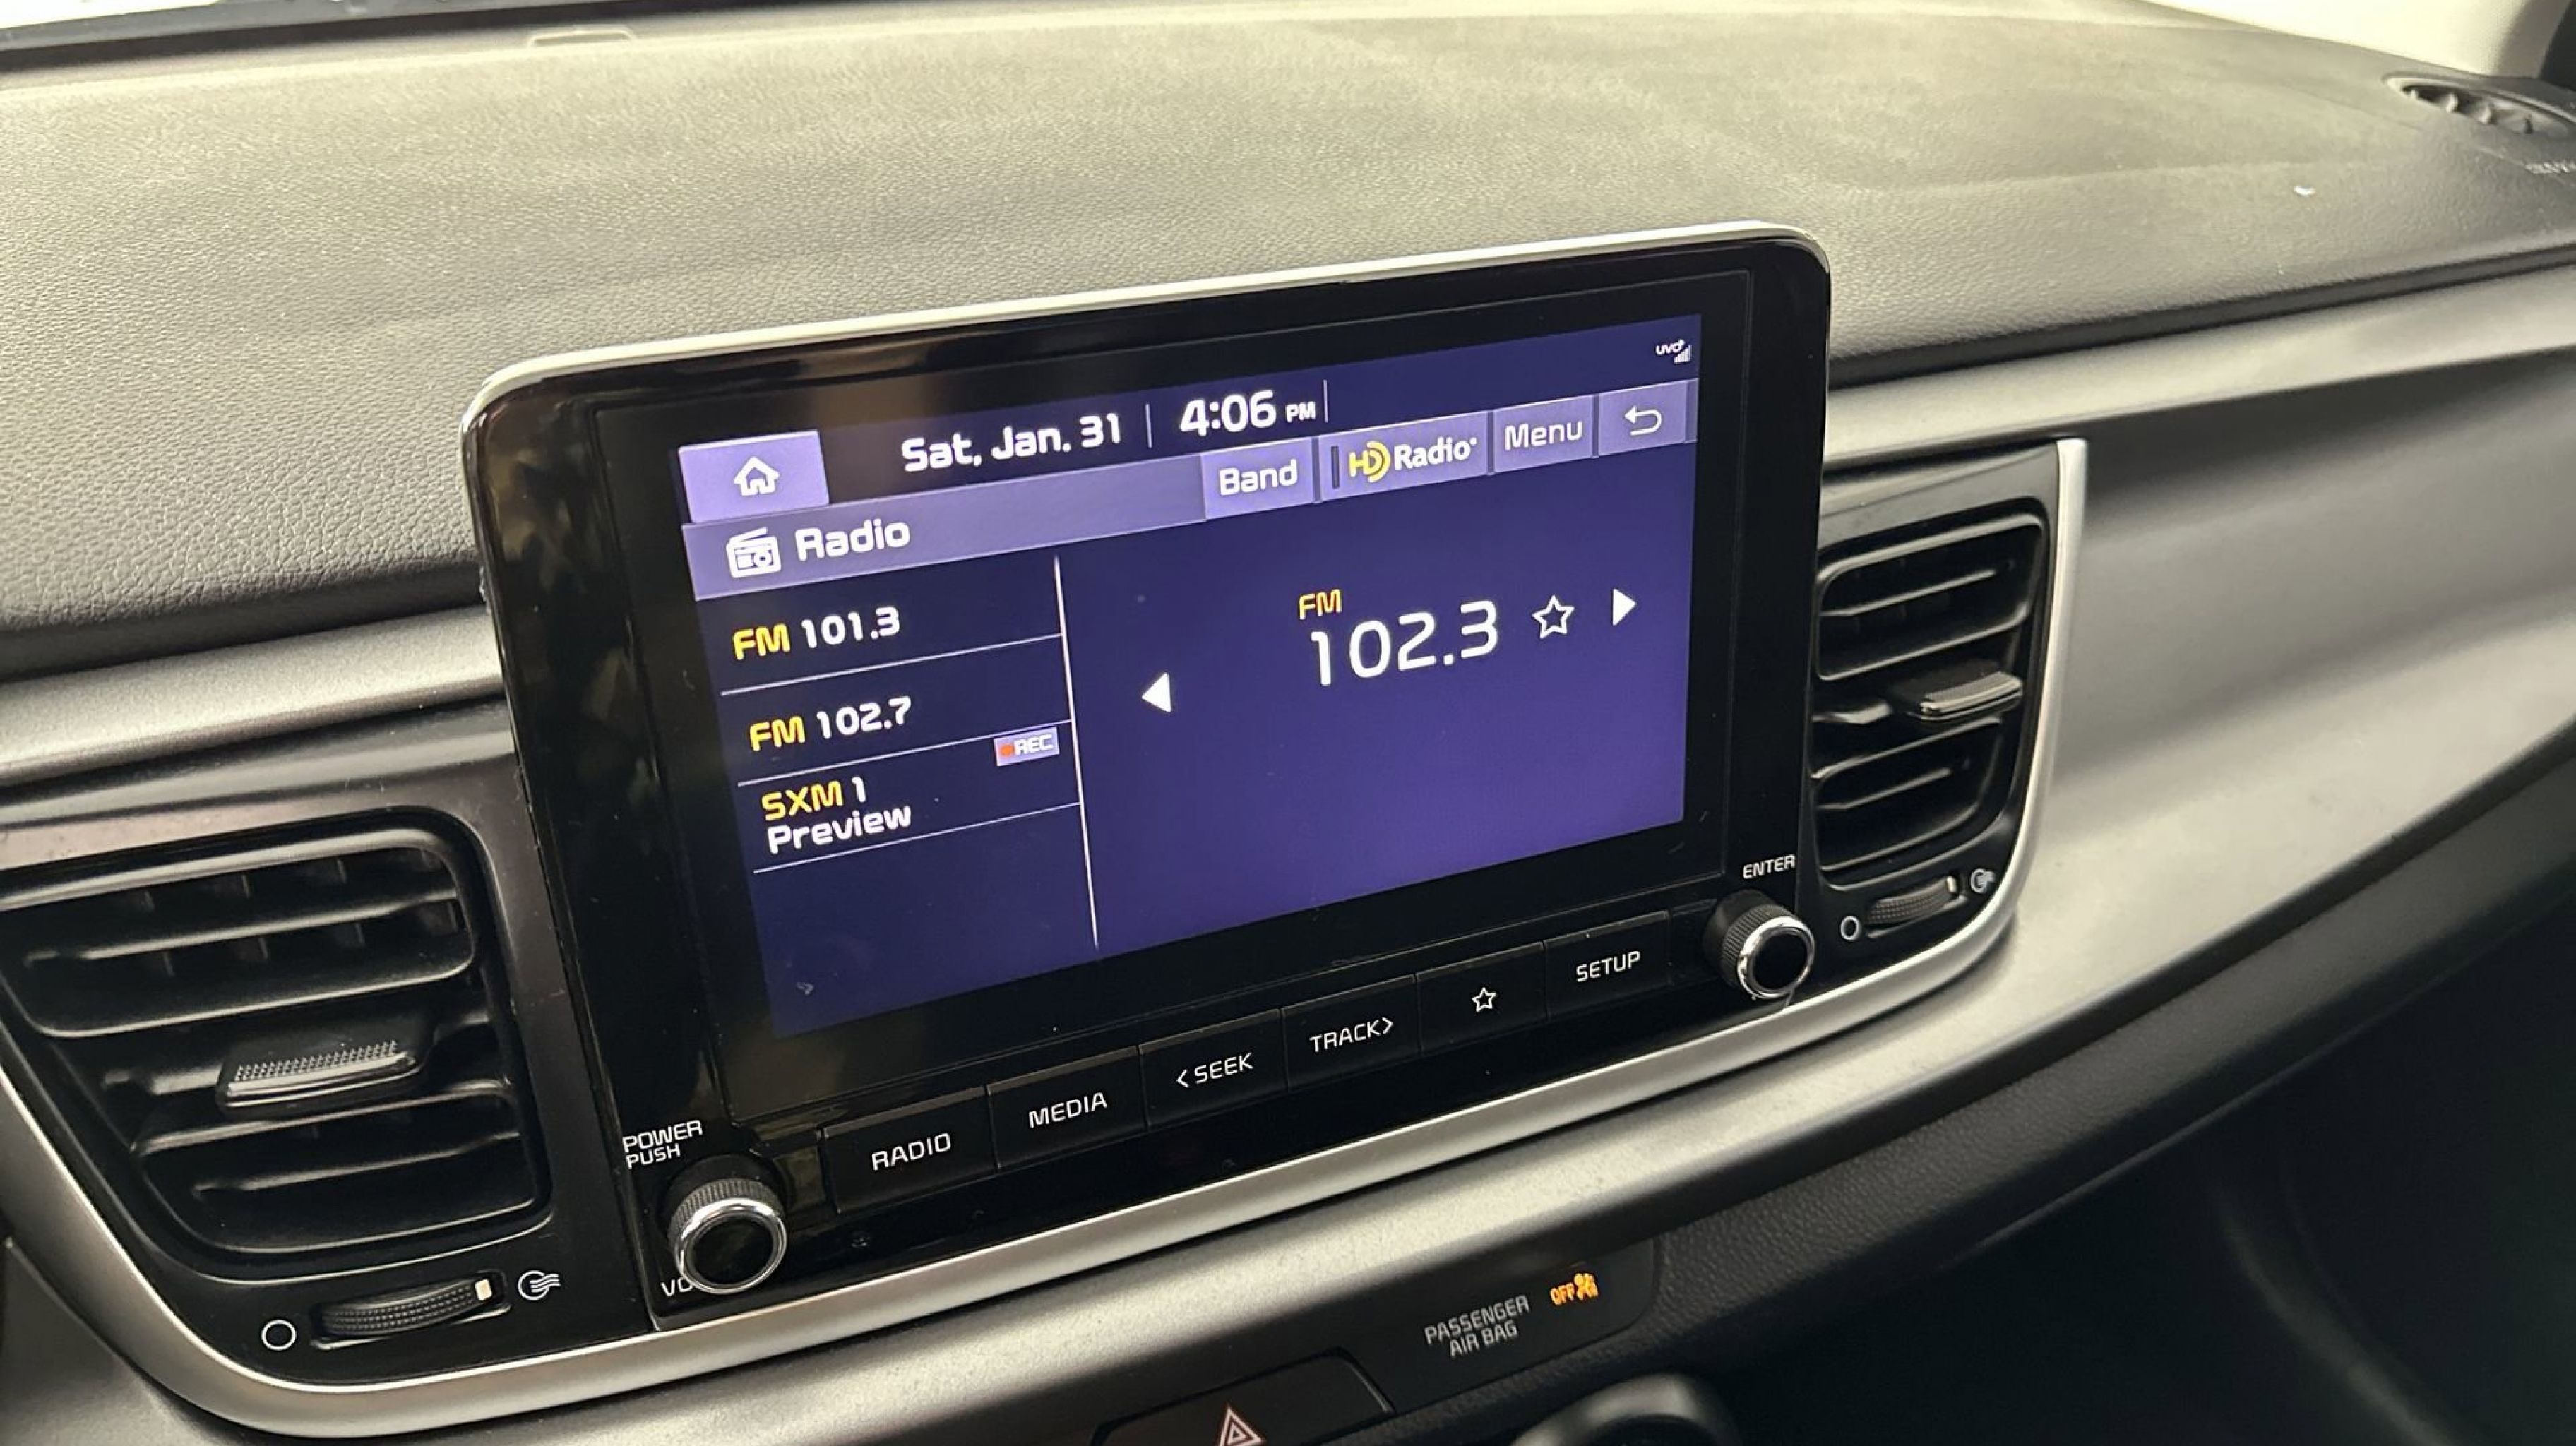 Sat, Jan. 31 4:06 PM
UVO
Band HD Radio Menu
Radio
FM 101.3
FM 102.7
REC
SXM 1
Preview
FM
102.3
ENTER
RADIO MEDIA < SEEK TRACK > SETUP
POWER
PUSH
PASSENGER
AIR BAG
OFF